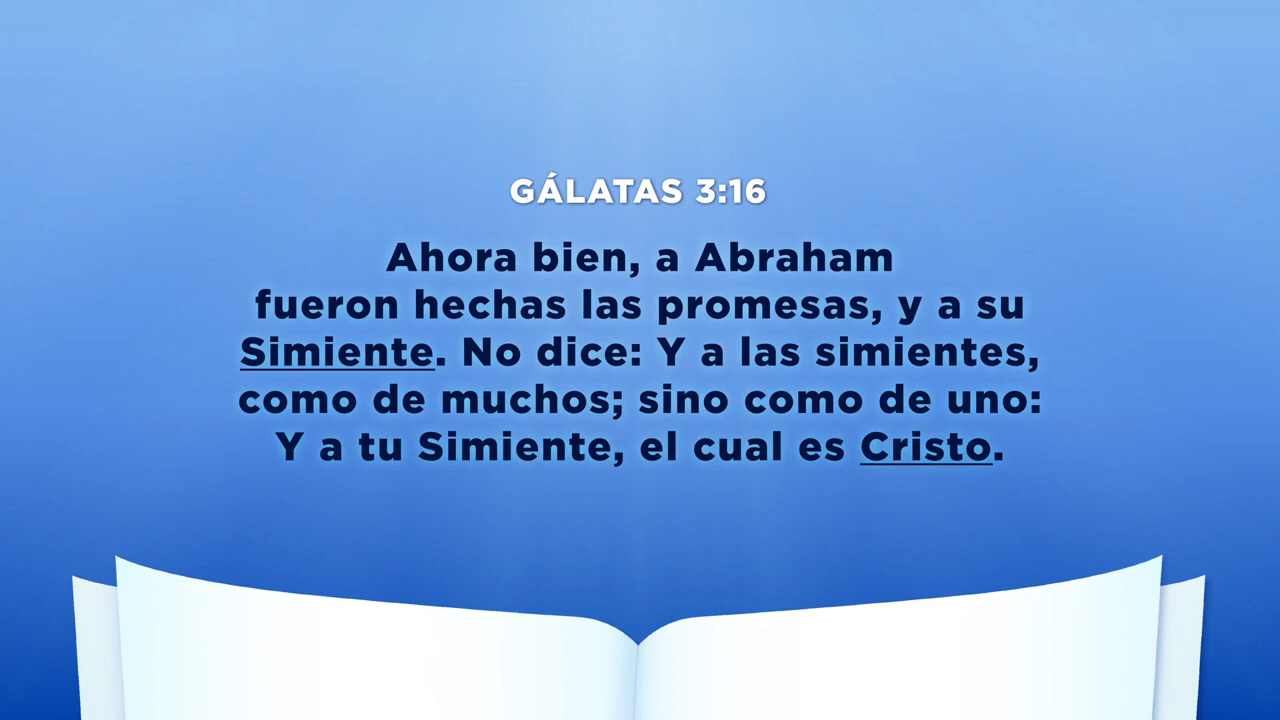 GÁLATAS 3:16
Ahora bien, a Abraham
fueron hechas las promesas, y a su
Simiente. No dice: Y a las simientes,
como de muchos; sino como de uno:
Y a tu Simiente, el cual es Cristo.